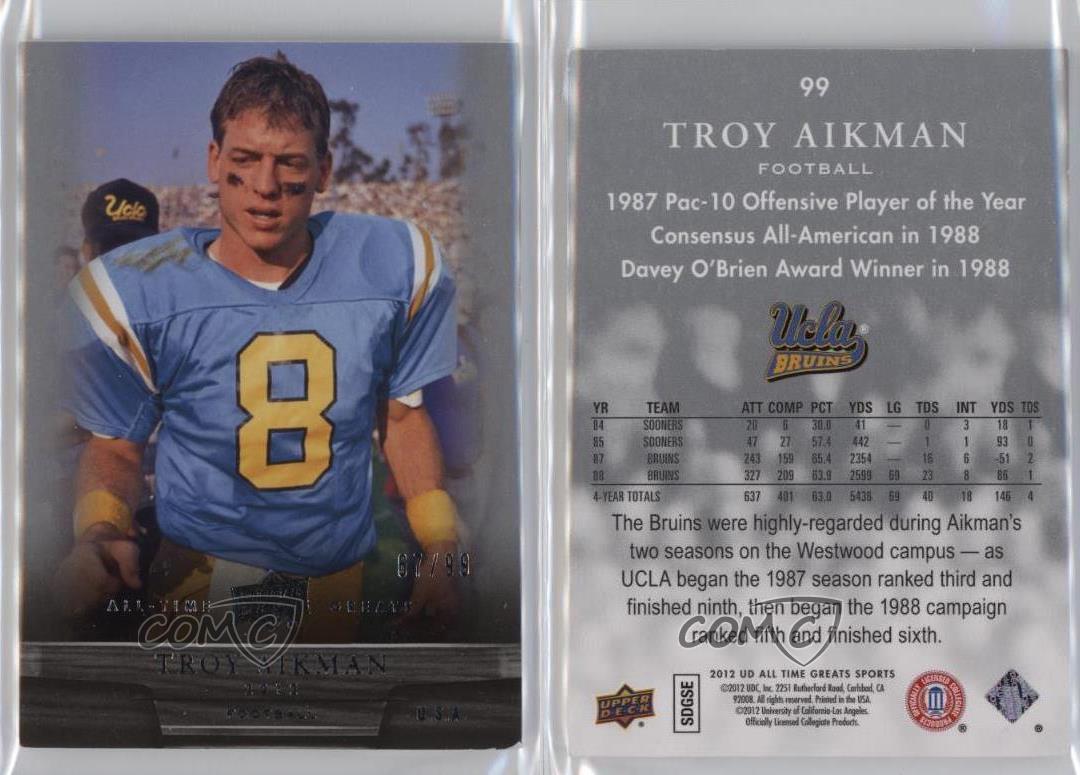 Ucla
8
67/99
ALL-TIME GREATS
COMC
TROY AIKMAN
FOOTBALL
USA
99
TROY AIKMAN
FOOTBALL
1987 Pac-10 Offensive Player of the Year
Consensus All-American in 1988
Davey O'Brien Award Winner in 1988
Ucla ®
BRUINS
YR TEAM ATT COMP PCT YDS LG TDS INT YDS TDS
84 SOONERS 20 6 30.0 41 — 0 3 18 1
85 SOONERS 47 27 57.4 442 — 1 1 93 0
87 BRUINS 243 159 65.4 2354 — 16 6 -51 2
88 BRUINS 327 209 63.9 2599 69 23 8 86 1
4-YEAR TOTALS 637 401 63.0 5436 69 40 18 146 4
The Bruins were highly-regarded during Aikman's
two seasons on the Westwood campus — as
UCLA began the 1987 season ranked third and
finished ninth, then began the 1988 campaign
ranked fifth and finished sixth.
COMC
UPPER
DECK
SDGSE
2012 UD ALL TIME GREATS SPORTS
©2012 UDC, Inc. 2251 Rutherford Road, Carlsbad, CA
92008. All rights reserved. Printed in the USA.
©2012 University of California-Los Angeles.
Officially Licensed Collegiate Products.
OFFICIALLY LICENSED COLLEGIATE PRODUCTS
®
®